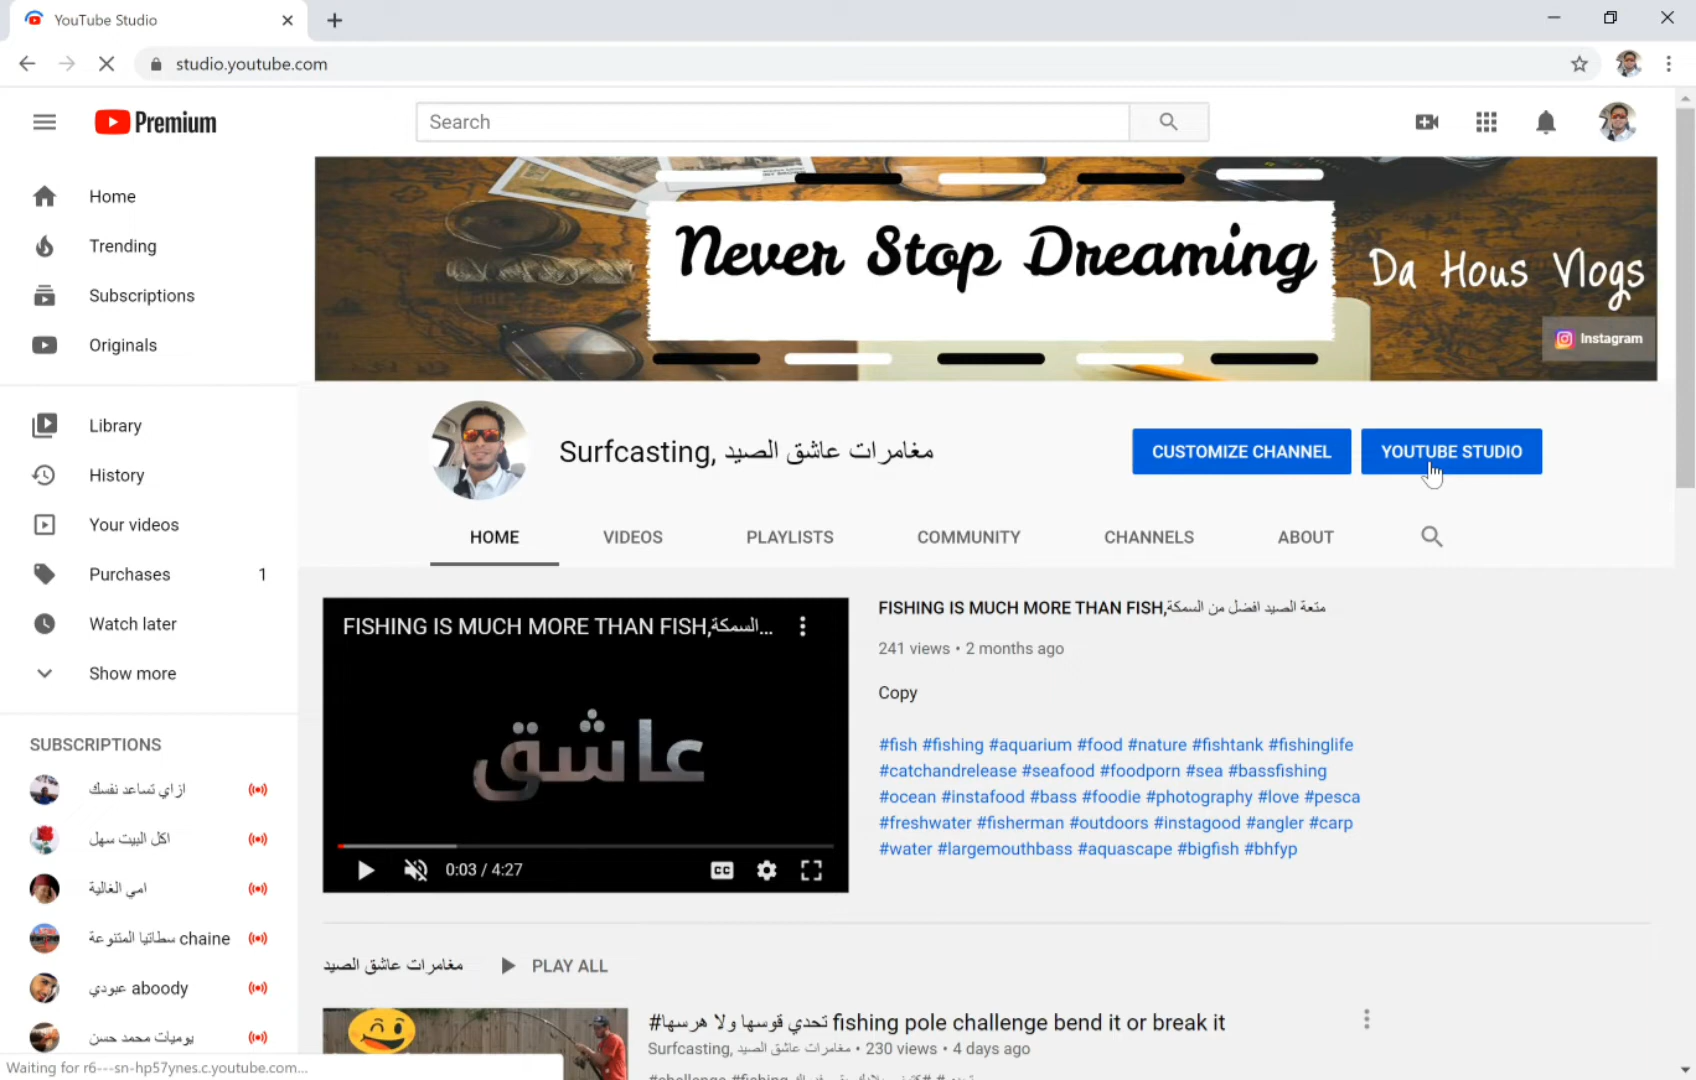 YouTube Studio
studio.youtube.com
Premium
Search
Home
Trending
Subscriptions
Originals
Library
History
Your videos
Purchases 1
Watch later
Show more
SUBSCRIPTIONS
ازاي تساعد نفسك
اكل البيت سهل
امي الغالية
سطاتيا المتنوعة chaine
aboody عبودي
يوميات محمد حسن
Never Stop Dreaming
Da Hous Vlogs
Instagram
Surfcasting, مغامرات عاشق الصيد
CUSTOMIZE CHANNEL
YOUTUBE STUDIO
HOME VIDEOS PLAYLISTS COMMUNITY CHANNELS ABOUT
FISHING IS MUCH MORE THAN FISH,السمكة...
عاشق
0:03 / 4:27
CC
FISHING IS MUCH MORE THAN FISH,متعة الصيد افضل من السمكة
241 views • 2 months ago
Copy
#fish #fishing #aquarium #food #nature #fishtank #fishinglife
#catchandrelease #seafood #foodporn #sea #bassfishing
#ocean #instafood #bass #foodie #photography #love #pesca
#freshwater #fisherman #outdoors #instagood #angler #carp
#water #largemouthbass #aquascape #bigfish #bhfyp
مغامرات عاشق الصيد
PLAY ALL
#تحدي قوسها ولا هرسها fishing pole challenge bend it or break it
Surfcasting, مغامرات عاشق الصيد • 230 views • 4 days ago
#challenge #fishing
Waiting for r6---sn-hp57ynes.c.youtube.com...